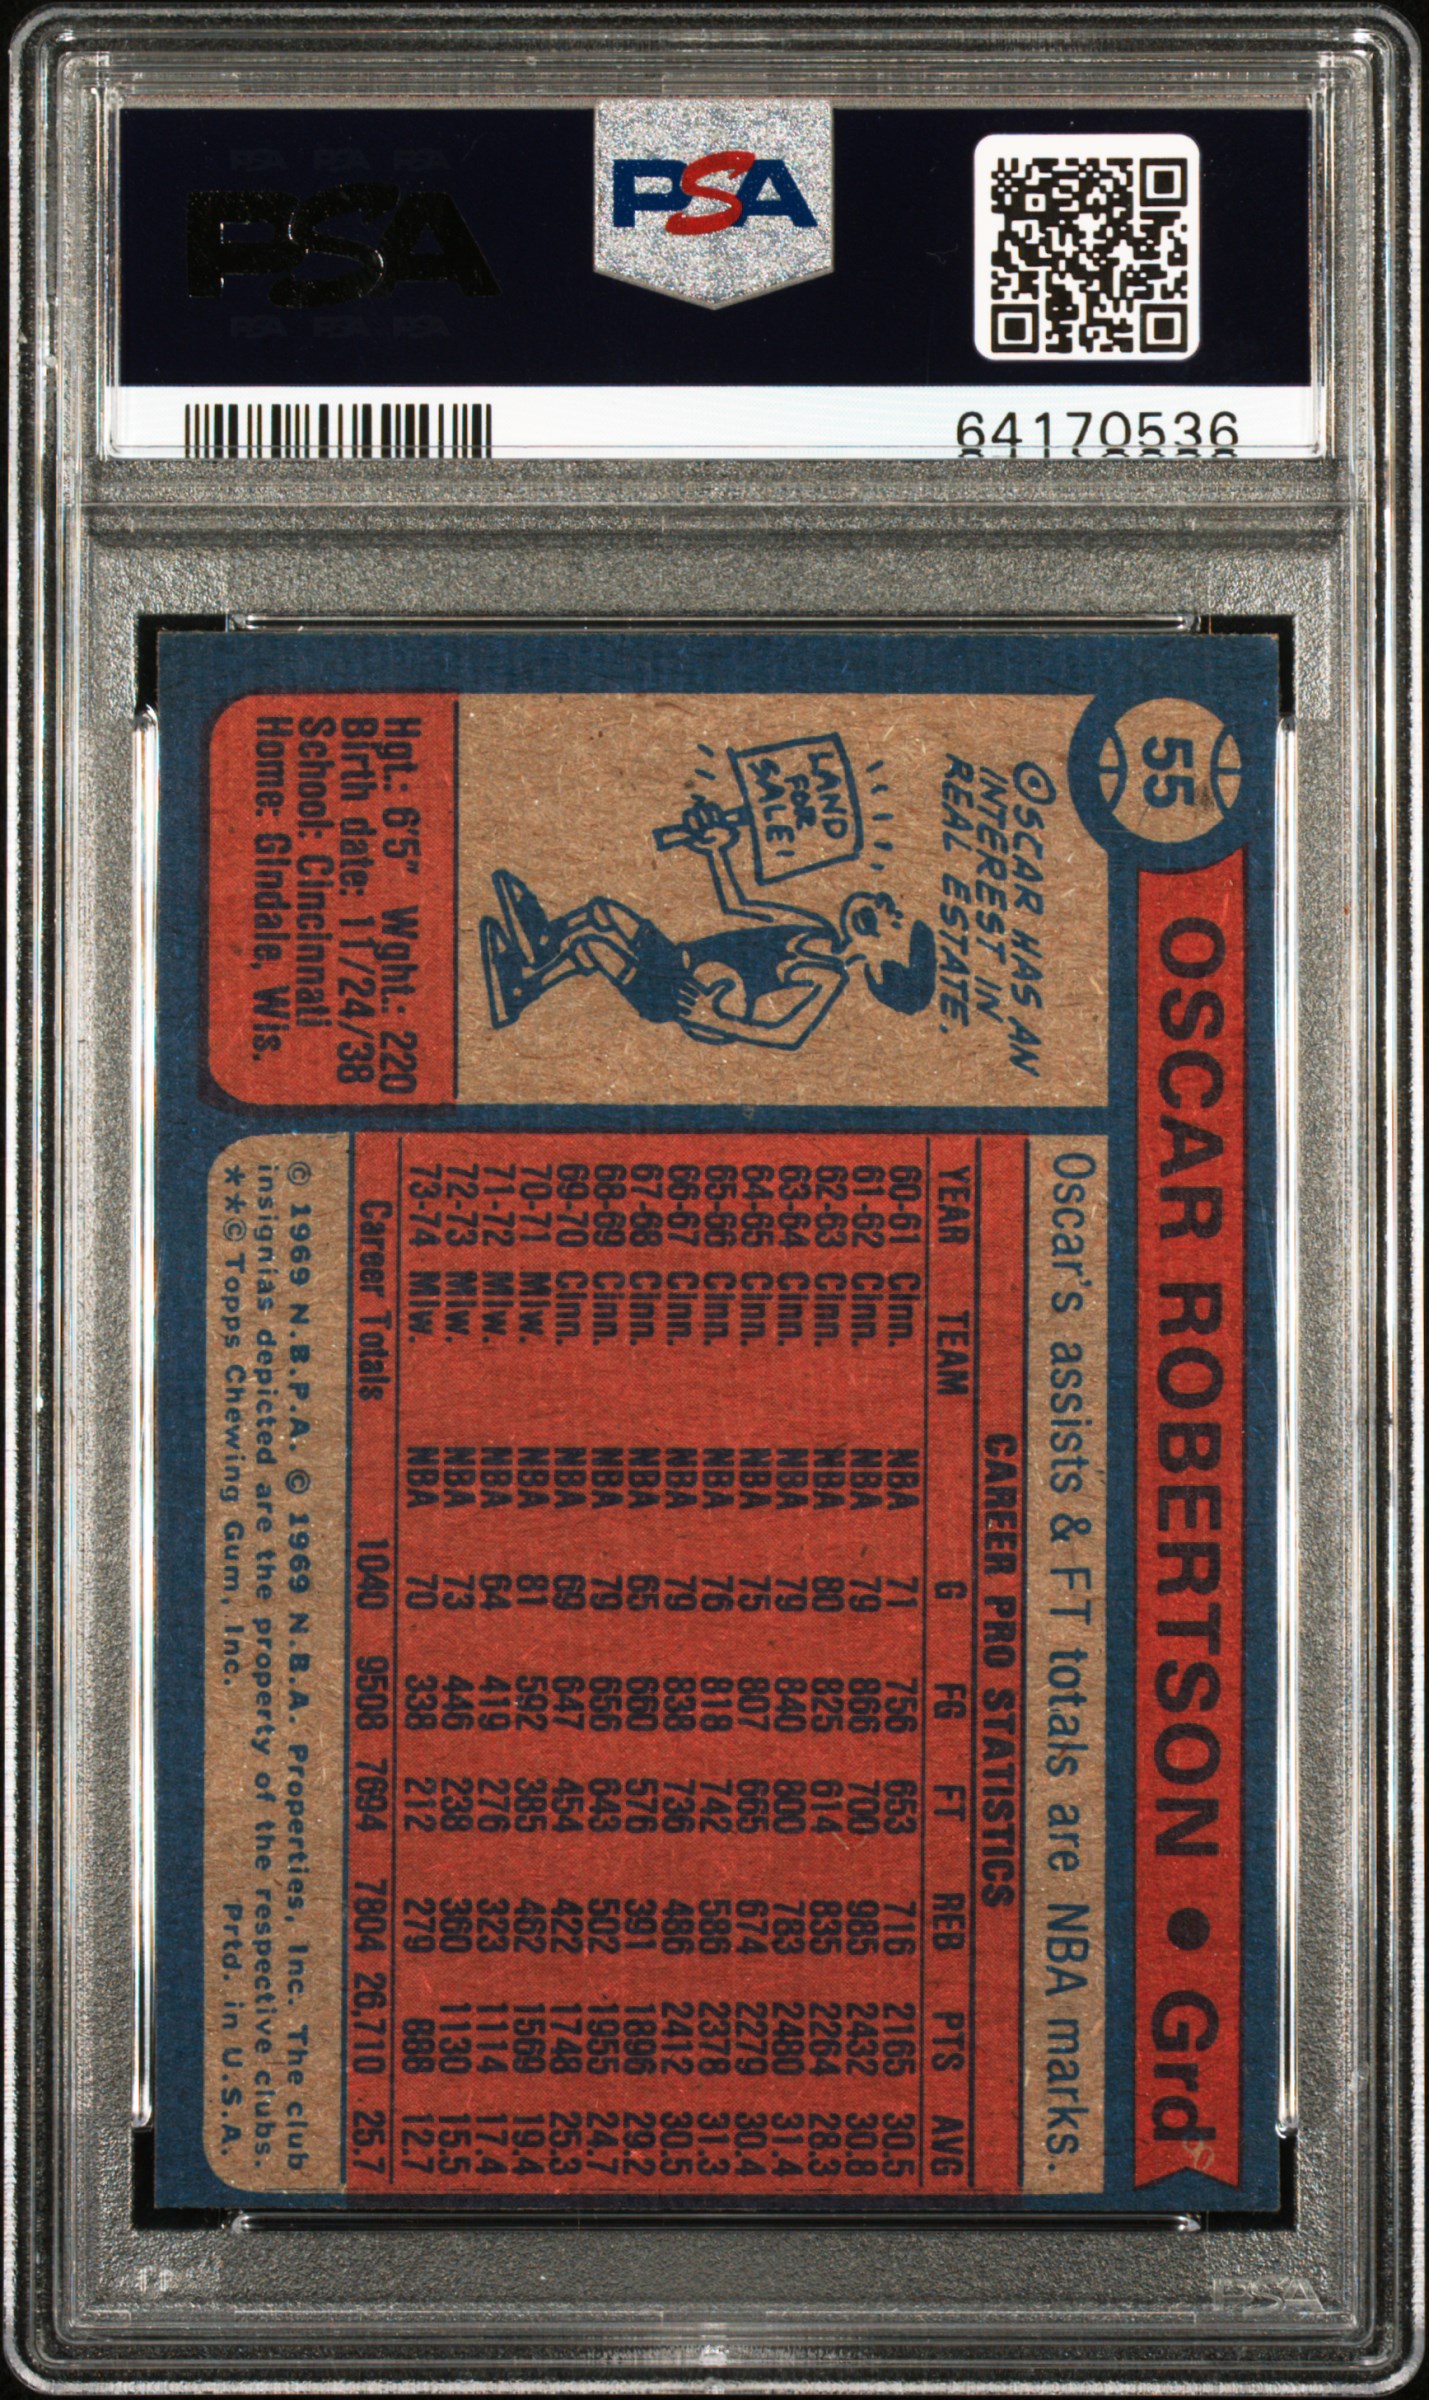 PSA PSA PSA
PSA
PSA PSA PSA
PSA
64170536
55
OSCAR ROBERTSON • Grd
OSCAR HAS AN
INTEREST IN
REAL ESTATE.
LAND
FOR
SALE!
Hgt.: 6'5" Wght.: 220
Birth date: 11/24/38
School: Cincinnati
Home: Glndale, Wis.
Oscar's assists & FT totals are NBA marks.
CAREER PRO STATISTICS
YEAR TEAM G FG FT REB PTS AVG
60-61 Cinn. NBA 71 756 653 716 2165 30.5
61-62 Cinn. NBA 79 866 700 985 2432 30.8
62-63 Cinn. NBA 80 825 614 835 2264 28.3
63-64 Cinn. NBA 79 840 800 783 2480 31.4
64-65 Cinn. NBA 75 807 665 674 2279 30.4
65-66 Cinn. NBA 76 818 742 586 2378 31.3
66-67 Cinn. NBA 79 838 736 486 2412 30.5
67-68 Cinn. NBA 65 660 576 391 1896 29.2
68-69 Cinn. NBA 79 656 643 502 1955 24.7
69-70 Cinn. NBA 69 647 454 422 1748 25.3
70-71 Miw. NBA 81 592 385 462 1569 19.4
71-72 Miw. NBA 64 419 276 323 1114 17.4
72-73 Miw. NBA 73 446 238 360 1130 15.5
73-74 Miw. NBA 70 338 212 279 888 12.7
Career Totals 1040 9508 7694 7804 26,710 25.7
© 1969 N.B.P.A. © 1969 N.B.A. Properties, Inc. The club
insignias depicted are the property of the respective clubs.
**© Topps Chewing Gum, Inc. Prtd. in U.S.A.
PSA